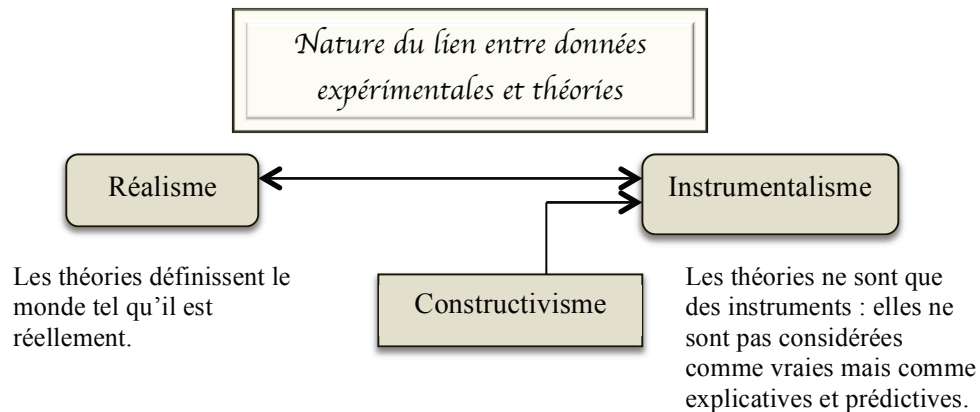 Nature du lien entre données
expérimentales et théories
Réalisme
Instrumentalisme
Les théories définissent le
monde tel qu’il est
réellement.
Constructivisme
Les théories ne sont que
des instruments : elles ne
sont pas considérées
comme vraies mais comme
explicatives et prédictives.